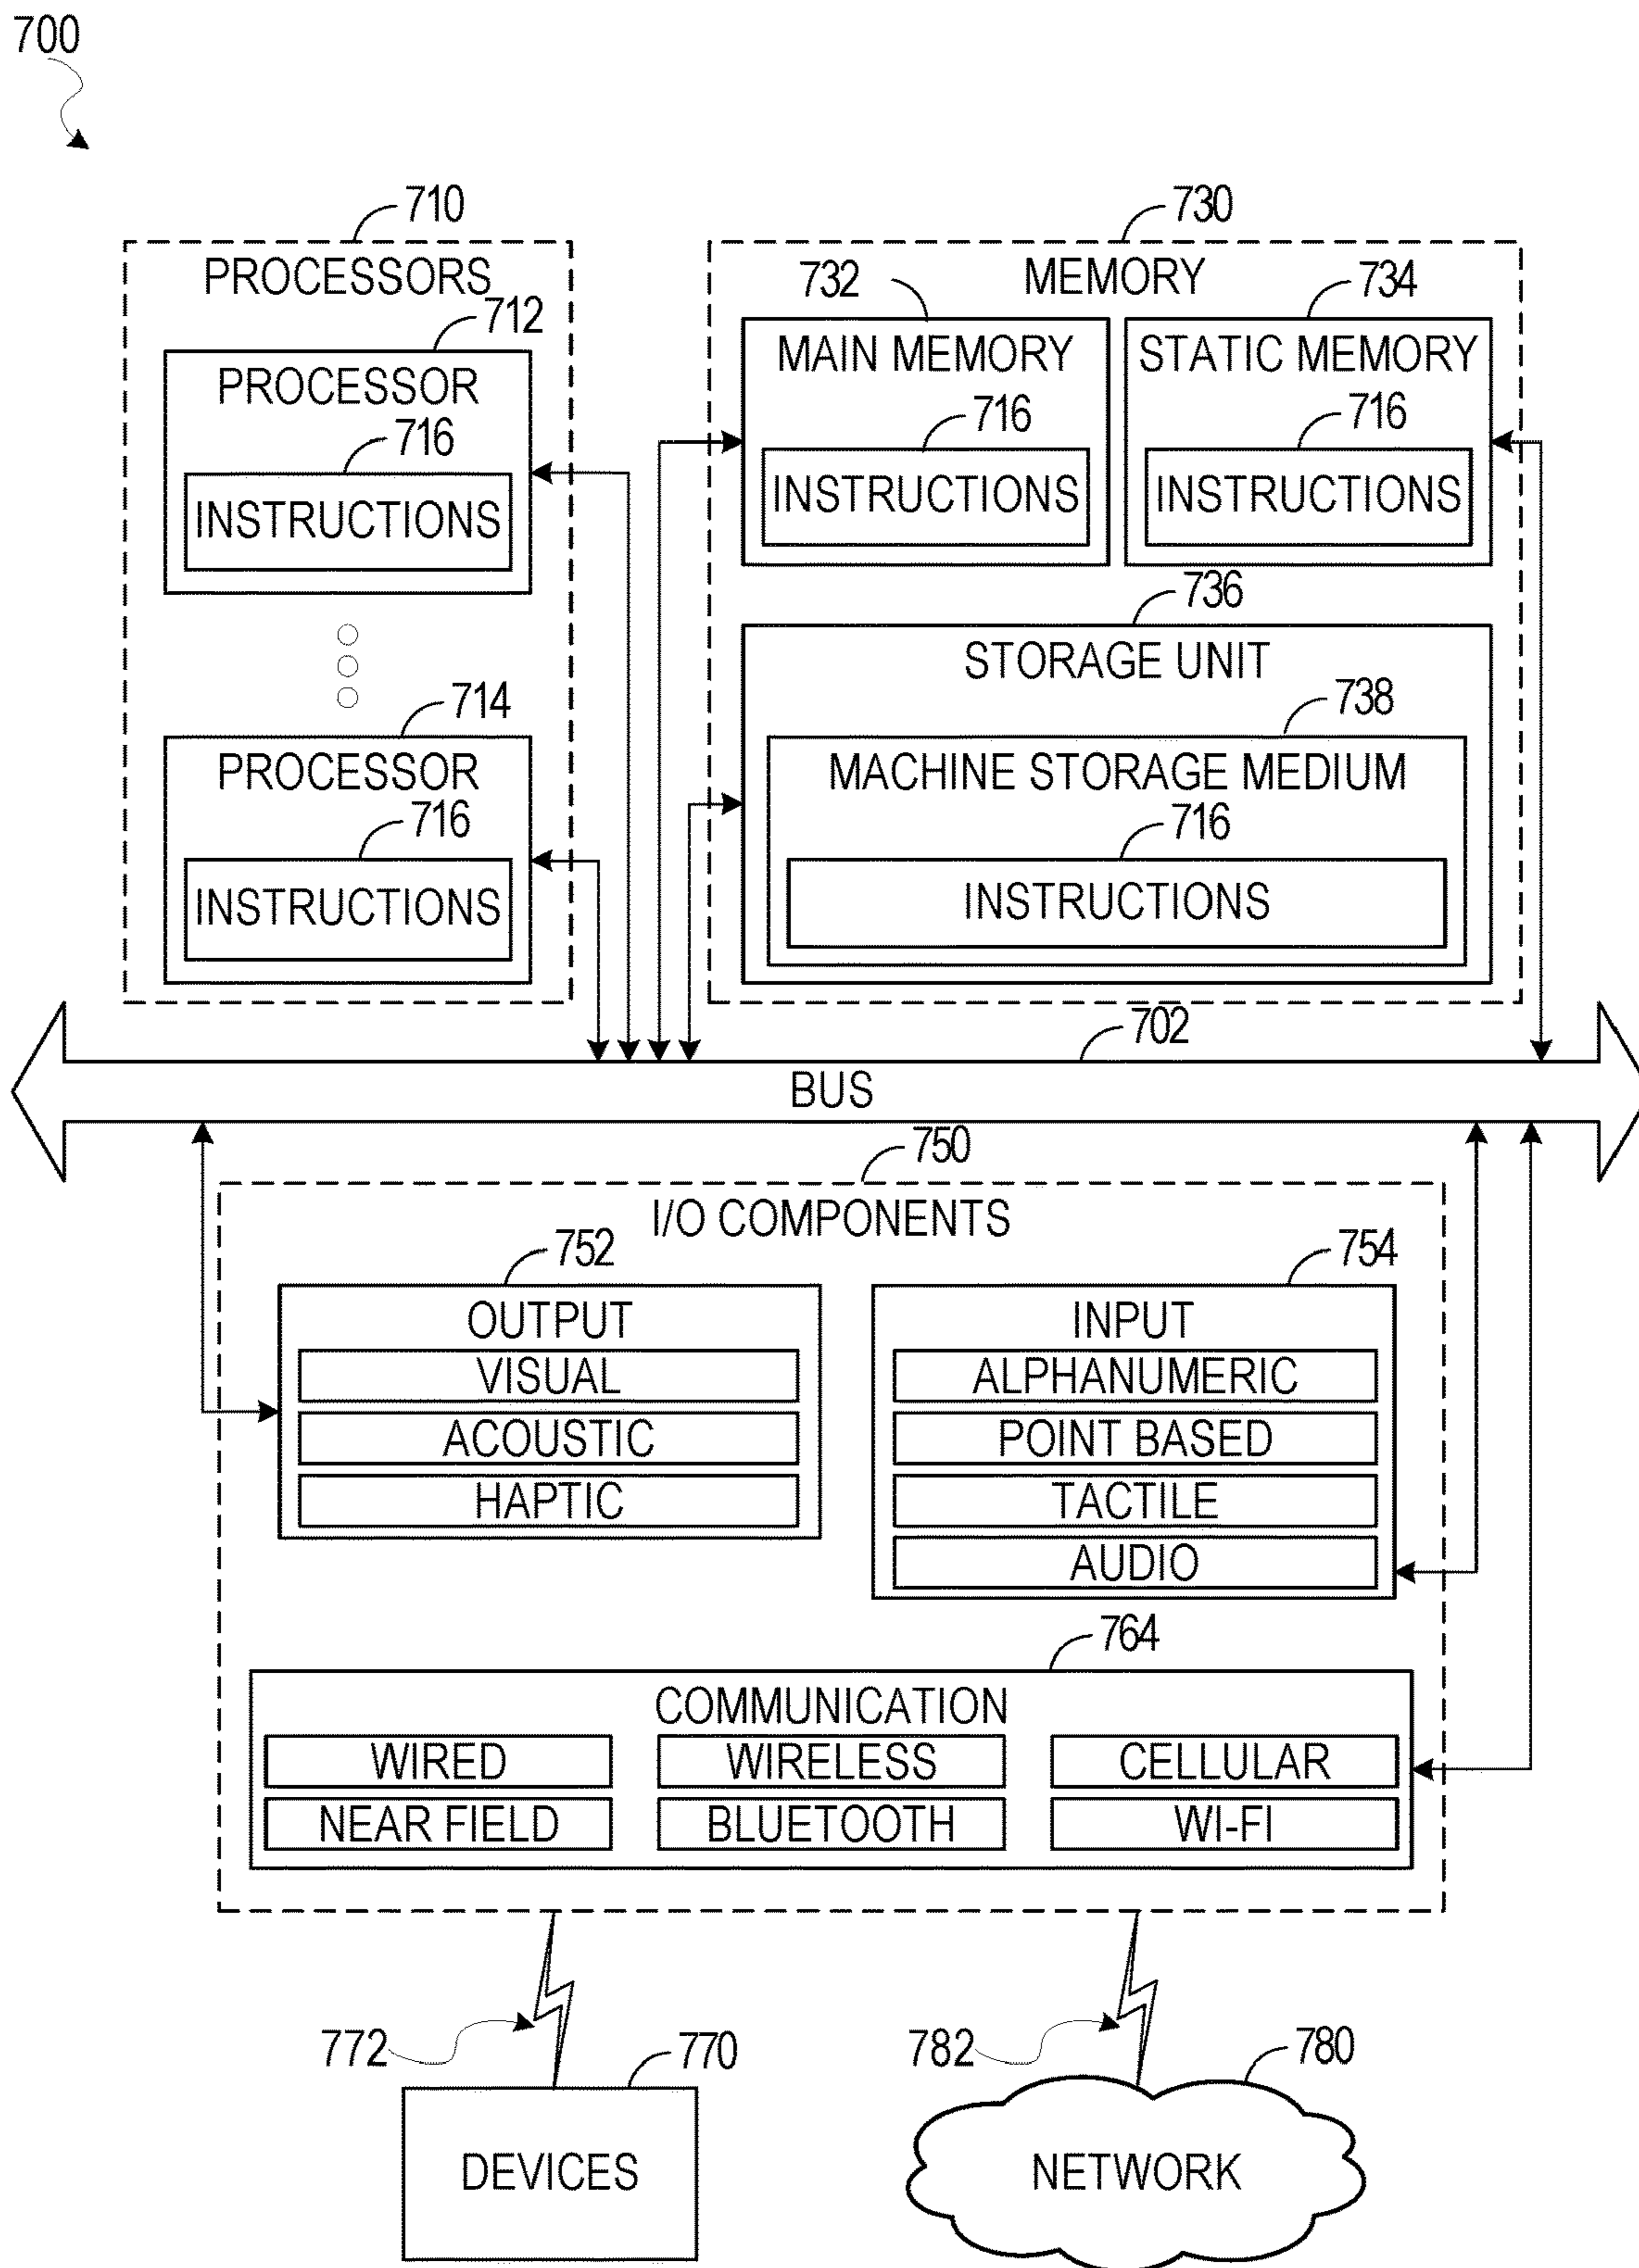 700
710
PROCESSORS
712
PROCESSOR
716
INSTRUCTIONS
714
PROCESSOR
716
INSTRUCTIONS
730
MEMORY
732
MAIN MEMORY
716
INSTRUCTIONS
734
STATIC MEMORY
716
INSTRUCTIONS
736
STORAGE UNIT
738
MACHINE STORAGE MEDIUM
716
INSTRUCTIONS
702
BUS
750
I/O COMPONENTS
752
OUTPUT
VISUAL
ACOUSTIC
HAPTIC
754
INPUT
ALPHANUMERIC
POINT BASED
TACTILE
AUDIO
764
COMMUNICATION
WIRED
WIRELESS
CELLULAR
NEAR FIELD
BLUETOOTH
WI-FI
772
770
DEVICES
782
780
NETWORK